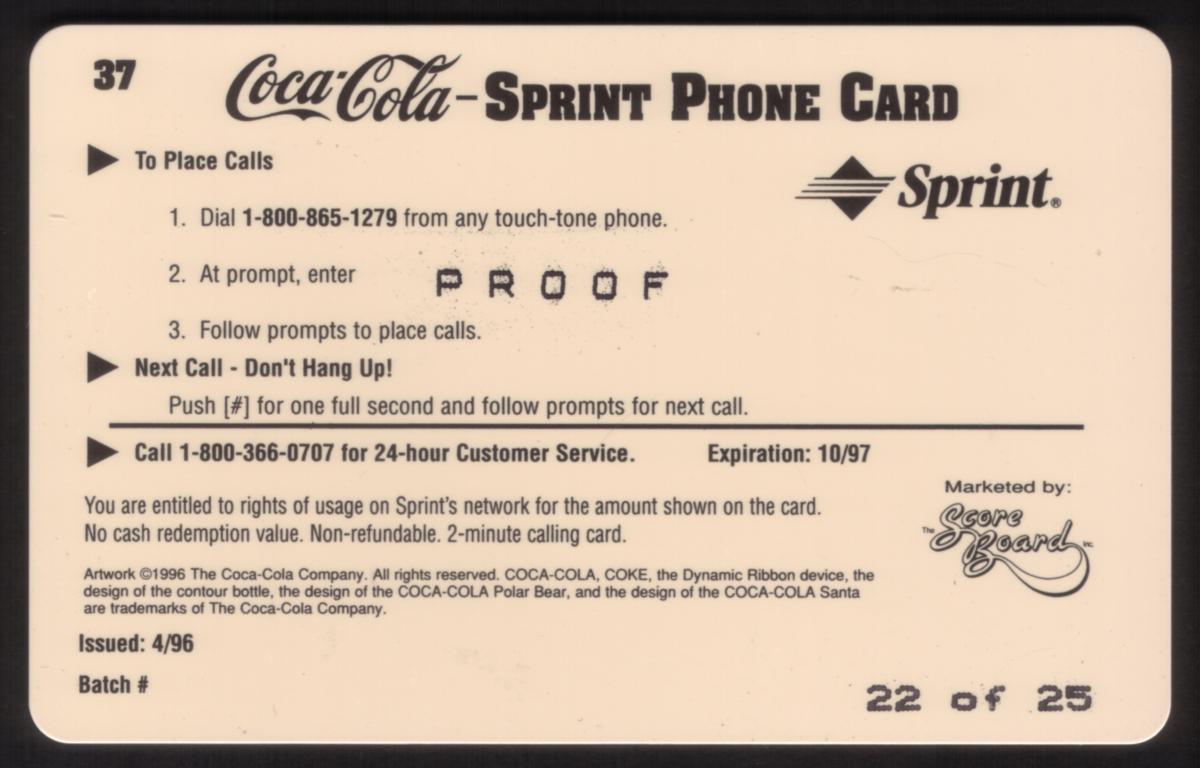 37
Coca-Cola-SPRINT PHONE CARD
To Place Calls
Sprint®
1. Dial 1-800-865-1279 from any touch-tone phone.
2. At prompt, enter PROOF
3. Follow prompts to place calls.
Next Call - Don't Hang Up!
Push [#] for one full second and follow prompts for next call.
Call 1-800-366-0707 for 24-hour Customer Service. Expiration: 10/97
Marketed by:
The Score Board Inc.
You are entitled to rights of usage on Sprint's network for the amount shown on the card.
No cash redemption value. Non-refundable. 2-minute calling card.
Artwork ©1996 The Coca-Cola Company. All rights reserved. COCA-COLA, COKE, the Dynamic Ribbon device, the
design of the contour bottle, the design of the COCA-COLA Polar Bear, and the design of the COCA-COLA Santa
are trademarks of The Coca-Cola Company.
Issued: 4/96
Batch #
22 of 25